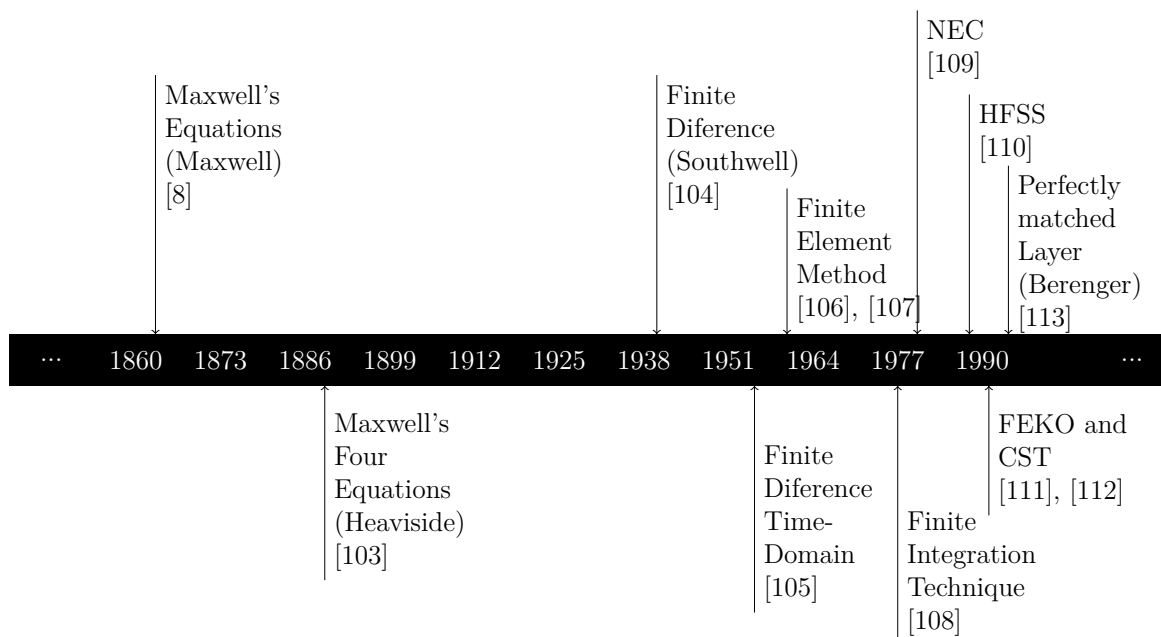 NEC
[109]
Maxwell's
Equations
(Maxwell)
[8]
Finite
Diference
(Southwell)
[104]
HFSS
[110]
Finite
Element
Method
[106], [107]
Perfectly
matched
Layer
(Berenger)
[113]
... 1860 1873 1886 1899 1912 1925 1938 1951 1964 1977 1990 ...
Maxwell's
Four
Equations
(Heaviside)
[103]
Finite
Diference
Time-
Domain
[105]
Finite
Integration
Technique
[108]
FEKO and
CST
[111], [112]